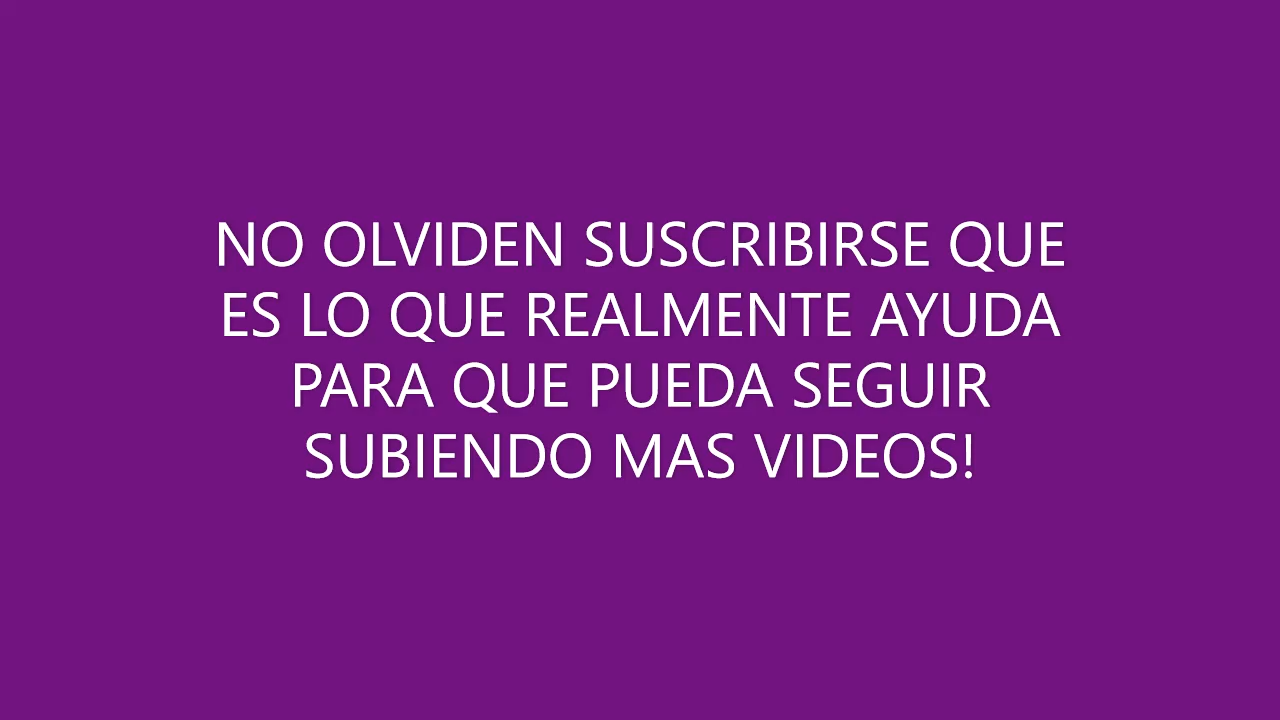 NO OLVIDEN SUSCRIBIRSE QUE
ES LO QUE REALMENTE AYUDA
PARA QUE PUEDA SEGUIR
SUBIENDO MAS VIDEOS!